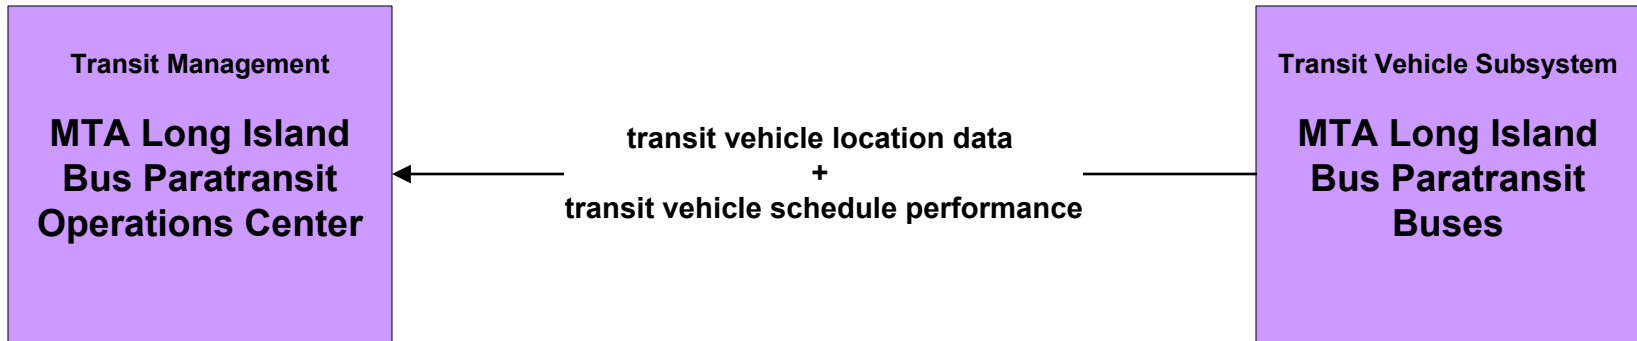 Transit Management
MTA Long Island
Bus Paratransit
Operations Center
transit vehicle location data
+
transit vehicle schedule performance
Transit Vehicle Subsystem
MTA Long Island
Bus Paratransit
Buses